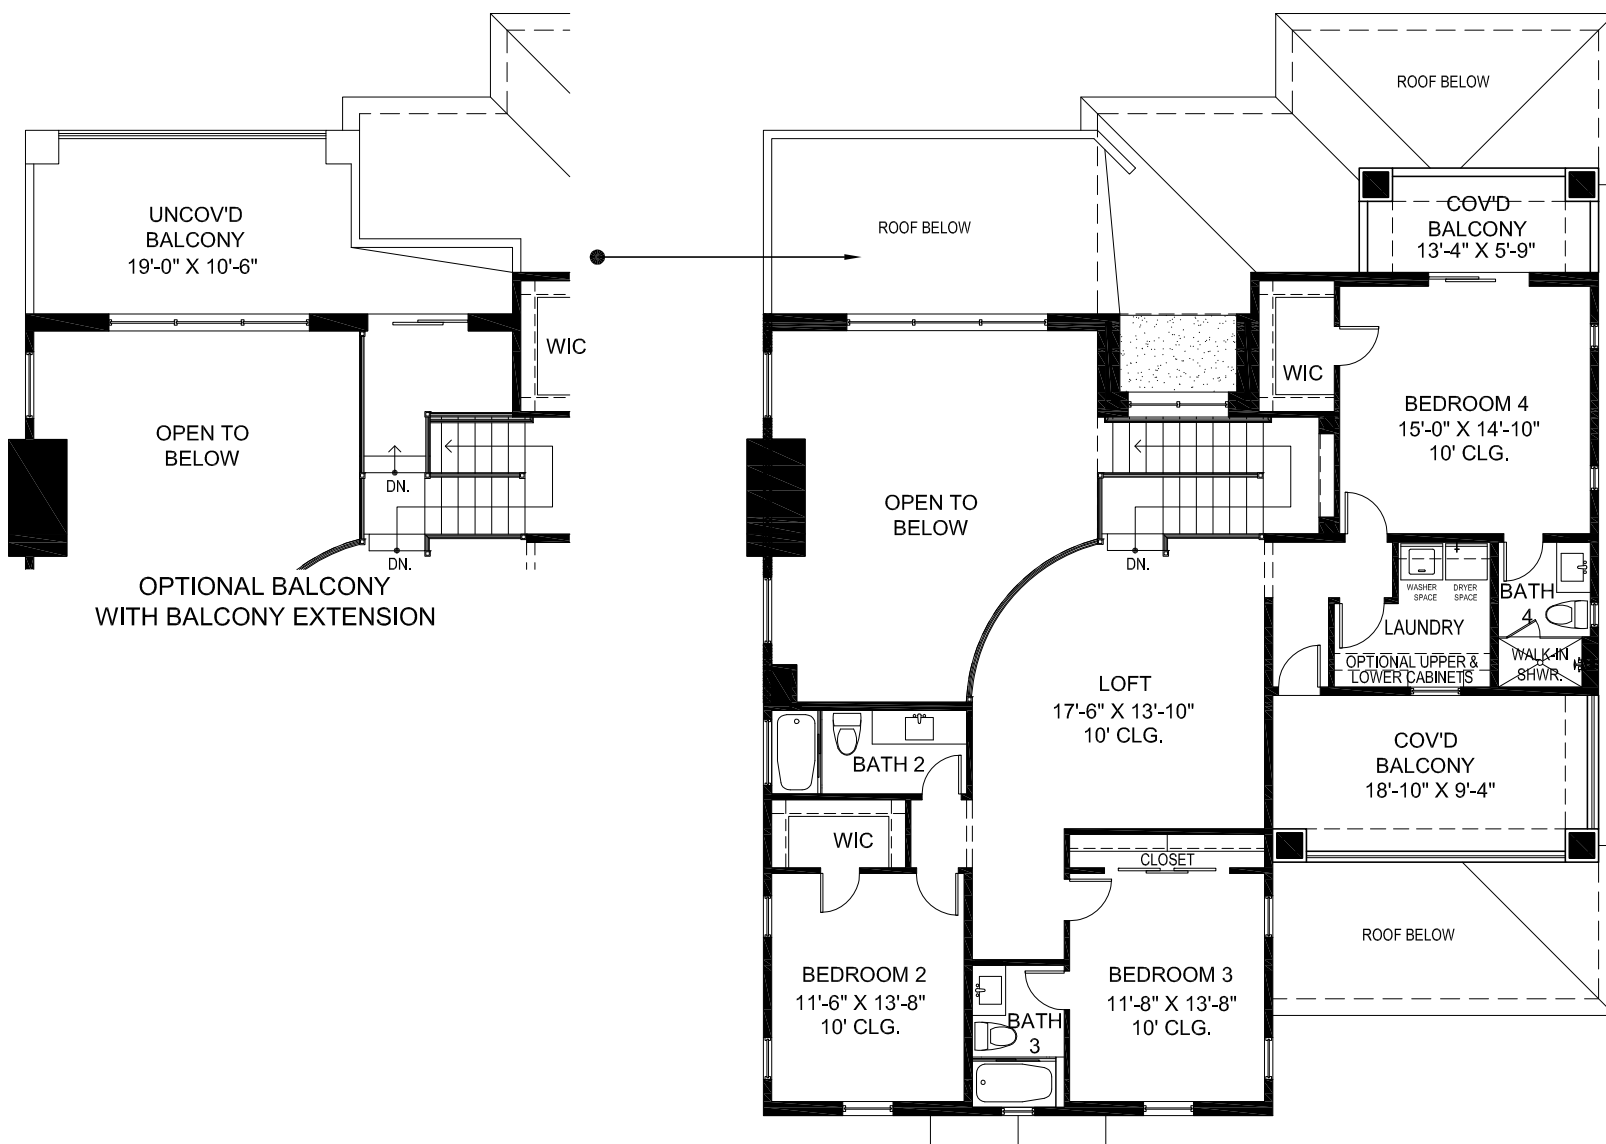 UNCOV'D
BALCONY
19'-0" X 10'-6"
WIC
OPEN TO
BELOW
DN.
DN.
OPTIONAL BALCONY
WITH BALCONY EXTENSION
ROOF BELOW
ROOF BELOW
COV'D
BALCONY
13'-4" X 5'-9"
WIC
BEDROOM 4
15'-0" X 14'-10"
10' CLG.
OPEN TO
BELOW
DN.
WASHER
SPACE
DRYER
SPACE
LAUNDRY
OPTIONAL UPPER &
LOWER CABINETS
BATH
4
WALK-IN
SHWR.
LOFT
17'-6" X 13'-10"
10' CLG.
BATH 2
COV'D
BALCONY
18'-10" X 9'-4"
WIC
CLOSET
ROOF BELOW
BEDROOM 2
11'-6" X 13'-8"
10' CLG.
BEDROOM 3
11'-8" X 13'-8"
10' CLG.
BATH
3